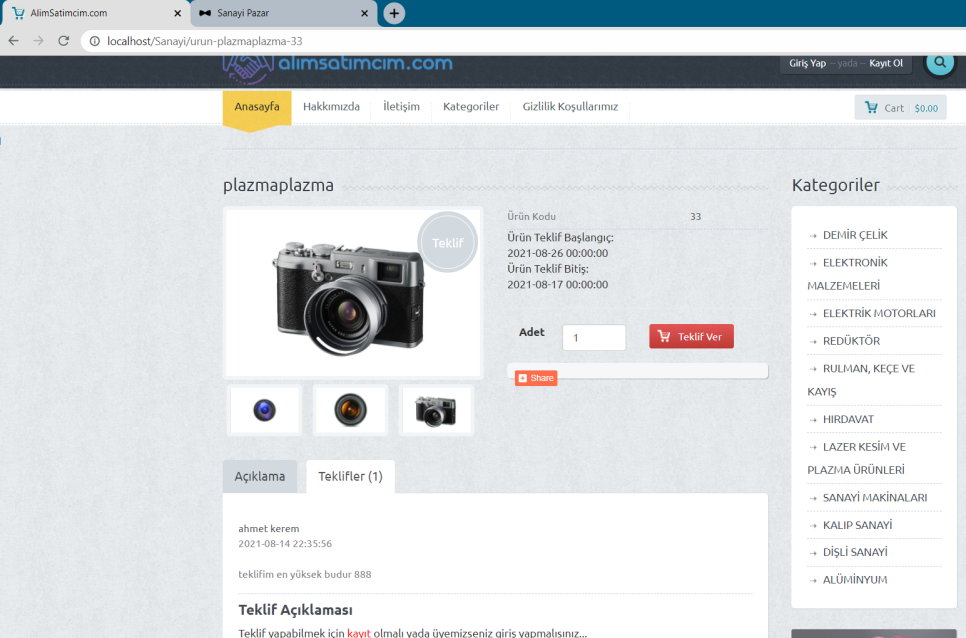 AlimSatimcim.com
Sanayi Pazar
localhost/Sanayi/urun-plazmaplazma-33
alimsatimcim.com
Giriş Yap -- yada -- Kayıt Ol
Anasayfa
Hakkımızda
İletişim
Kategoriler
Gizlilik Koşullarımız
Cart
$0.00
plazmaplazma
Teklif
Ürün Kodu
33
Ürün Teklif Başlangıç:
2021-08-26 00:00:00
Ürün Teklif Bitiş:
2021-08-17 00:00:00
Adet
1
Teklif Ver
Share
Açıklama
Teklifler (1)
ahmet kerem
2021-08-14 22:35:56
teklifim en yüksek budur 888
Teklif Açıklaması
Teklif yapabilmek için kayıt olmalı yada üyemizseniz giriş yapmalısınız...
Kategoriler
DEMİR ÇELİK
ELEKTRONİK
MALZEMELERİ
ELEKTRİK MOTORLARI
REDÜKTÖR
RULMAN, KEÇE VE
KAYIŞ
HIRDAVAT
LAZER KESİM VE
PLAZMA ÜRÜNLERİ
SANAYİ MAKİNALARI
KALIP SANAYİ
DİŞLİ SANAYİ
ALÜMİNYUM